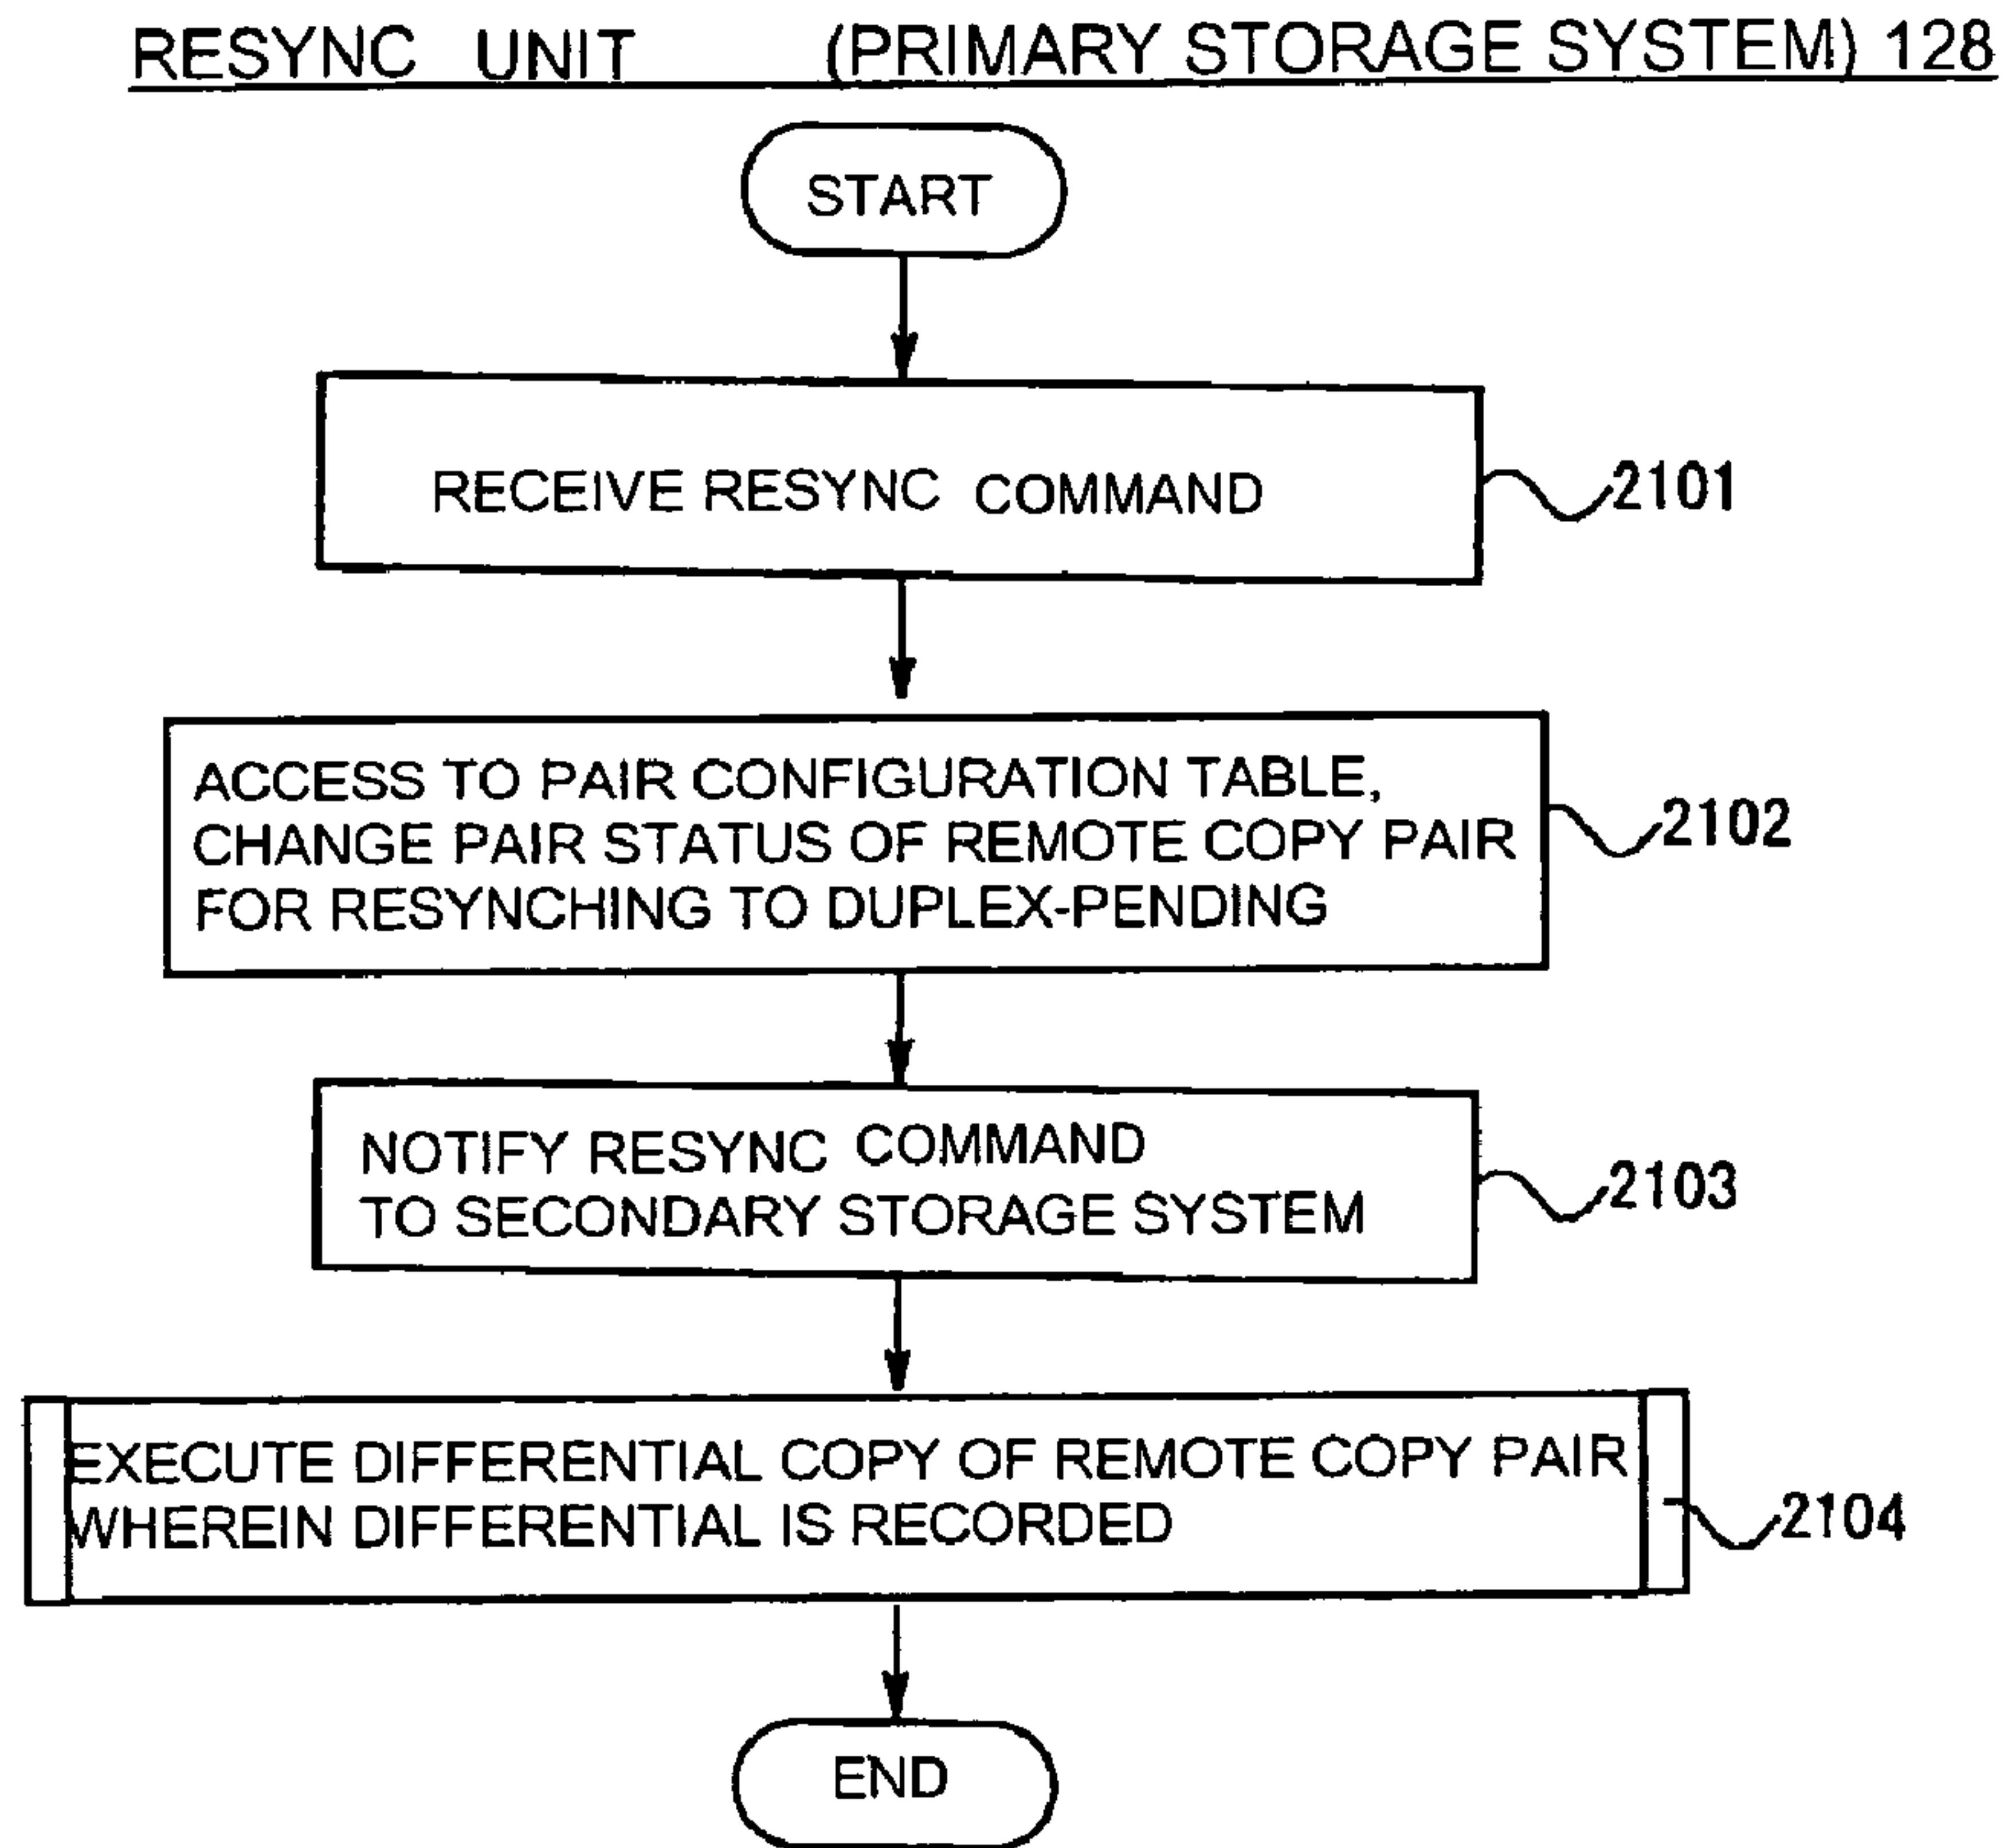 RESYNC UNIT (PRIMARY STORAGE SYSTEM) 128
START
RECEIVE RESYNC COMMAND
2101
ACCESS TO PAIR CONFIGURATION TABLE,
CHANGE PAIR STATUS OF REMOTE COPY PAIR
FOR RESYNCHING TO DUPLEX-PENDING
2102
NOTIFY RESYNC COMMAND
TO SECONDARY STORAGE SYSTEM
2103
EXECUTE DIFFERENTIAL COPY OF REMOTE COPY PAIR
WHEREIN DIFFERENTIAL IS RECORDED
2104
END